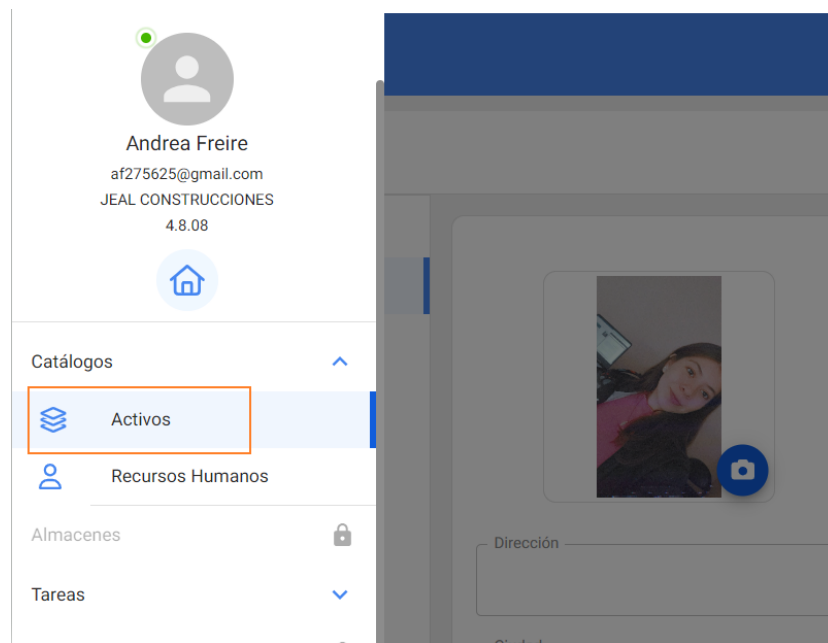 Andrea Freire
af275625@gmail.com
JEAL CONSTRUCCIONES
4.8.08
Catálogos
Activos
Recursos Humanos
Almacenes
Tareas
Dirección